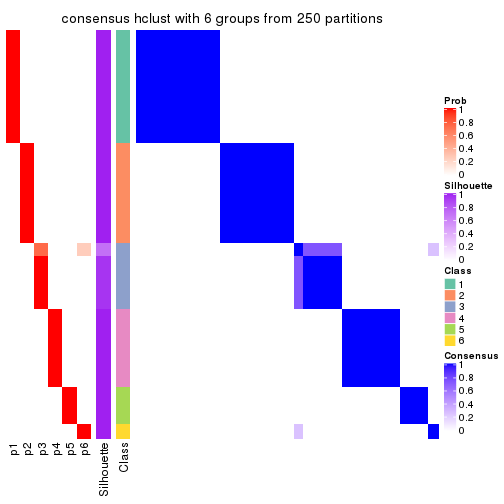 consensus hclust with 6 groups from 250 partitions
Prob
1
0.8
0.6
0.4
0.2
0
Silhouette
1
0.8
0.6
0.4
0.2
0
Class
1
2
3
4
5
6
Consensus
1
0.8
0.6
0.4
0.2
0
p1
p2
p3
p4
p5
p6
Silhouette
Class